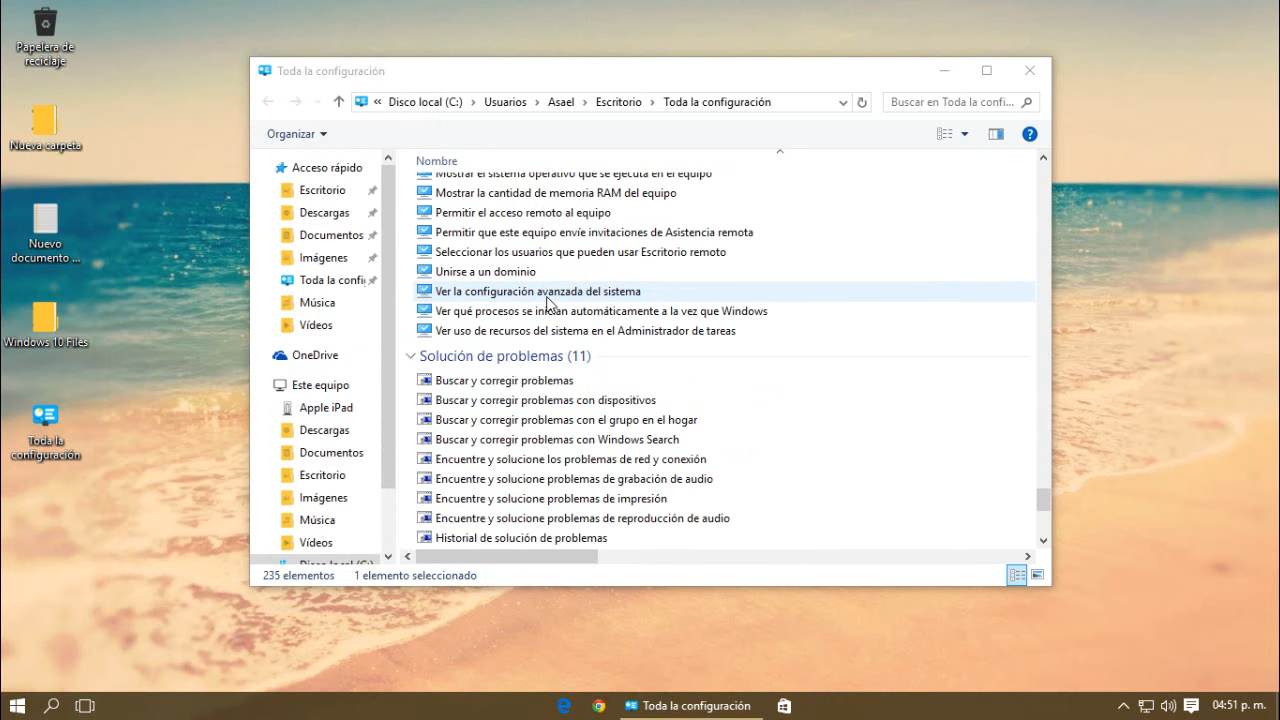 Papelera de
reciclaje
Nueva carpeta
Nuevo
documento ...
Windows 10 Files
Toda la
configuración
Toda la configuración
« Disco local (C:) > Usuarios > Asael > Escritorio > Toda la configuración
Buscar en Toda la confi...
Organizar
?
Acceso rápido
Escritorio
Descargas
Documentos
Imágenes
Toda la confi
Música
Vídeos
OneDrive
Este equipo
Apple iPad
Descargas
Documentos
Escritorio
Imágenes
Música
Vídeos
Disco local (C:)
Nombre
Mostrar el sistema operativo que se ejecuta en el equipo
Mostrar la cantidad de memoria RAM del equipo
Permitir el acceso remoto al equipo
Permitir que este equipo envíe invitaciones de Asistencia remota
Seleccionar los usuarios que pueden usar Escritorio remoto
Unirse a un dominio
Ver la configuración avanzada del sistema
Ver qué procesos se inician automáticamente a la vez que Windows
Ver uso de recursos del sistema en el Administrador de tareas
Solución de problemas (11)
Buscar y corregir problemas
Buscar y corregir problemas con dispositivos
Buscar y corregir problemas con el grupo en el hogar
Buscar y corregir problemas con Windows Search
Encuentre y solucione los problemas de red y conexión
Encuentre y solucione problemas de grabación de audio
Encuentre y solucione problemas de impresión
Encuentre y solucione problemas de reproducción de audio
Historial de solución de problemas
235 elementos 1 elemento seleccionado
Toda la configuración
04:51 p. m.